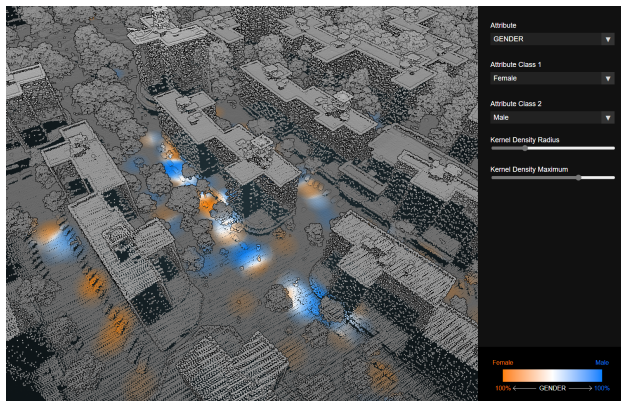 Attribute
GENDER
Attribute Class 1
Female
Attribute Class 2
Male
Kernel Density Radius
Kernel Density Maximum
Female Male
100% GENDER 100%